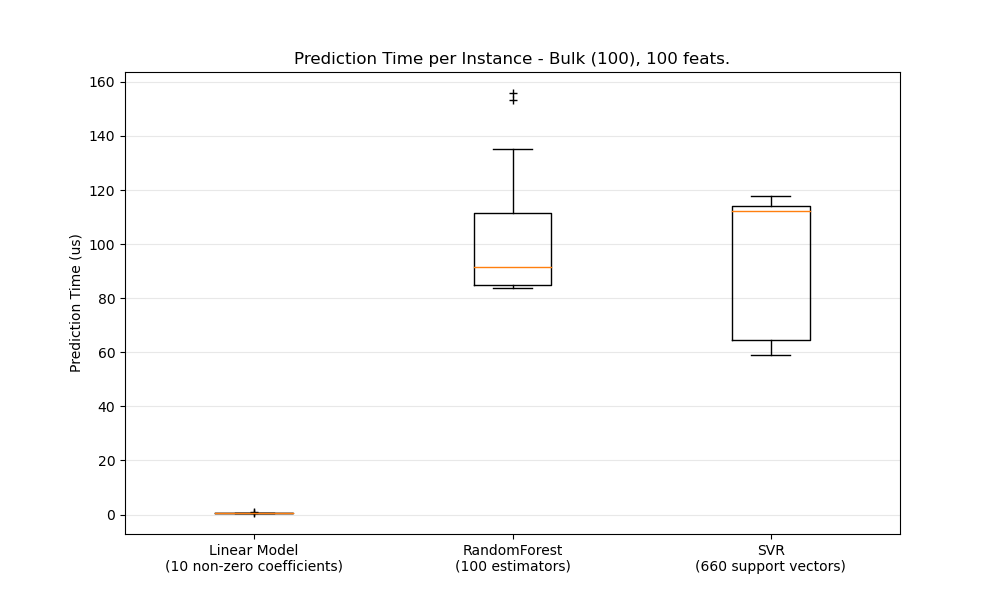 Prediction Time per Instance - Bulk (100), 100 feats.
160
140
120
100
80
60
40
20
0
Prediction Time (us)
Linear Model
(10 non-zero coefficients)
RandomForest
(100 estimators)
SVR
(660 support vectors)